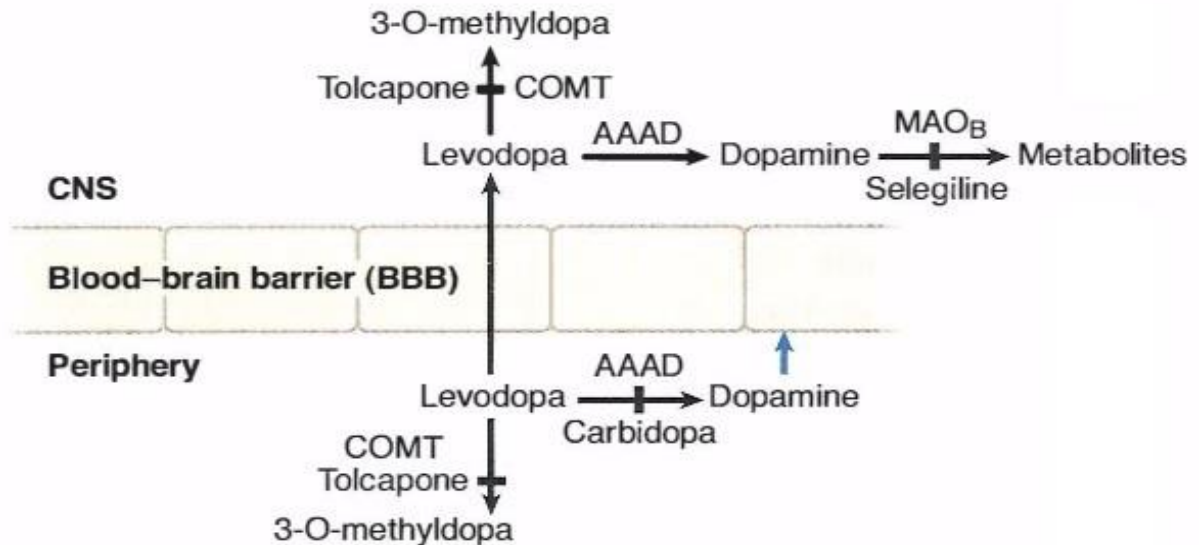 3-O-methyldopa
Tolcapone COMT
Levodopa AAAD Dopamine MAOB Metabolites
Selegiline
CNS
Blood–brain barrier (BBB)
Periphery
AAAD
Levodopa Dopamine
Carbidopa
COMT
Tolcapone
3-O-methyldopa